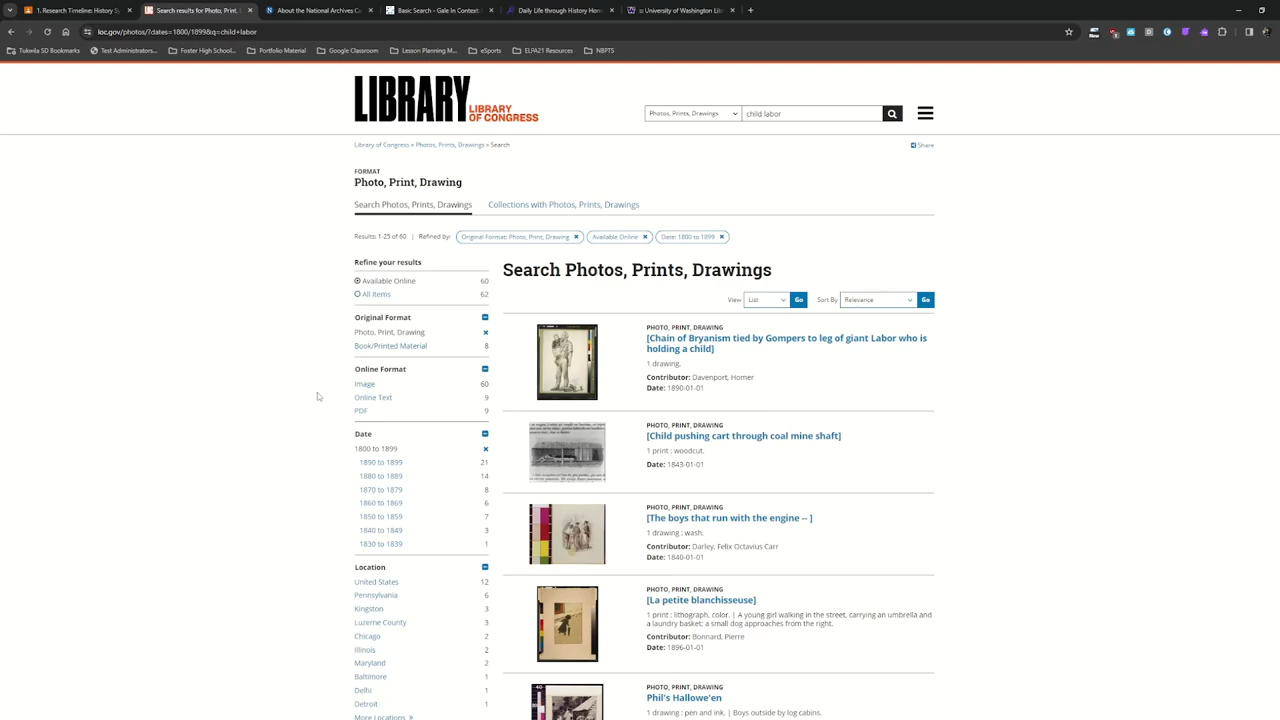 1. Research Timelines: History Sy
Search results for Photo, Print,
About the National Archives C
Basic Search - Gale In Context:
Daily Life through History Hom
University of Washington Lib
loc.gov/photos/?dates=1800/1899&q=child+labor
Tukwila SD Bookmarks
Test Administrators...
Foster High School...
Portfolio Material
Google Classroom
Lesson Planning M...
eSports
ELPA21 Resources
NBPTS
LIBRARY
LIBRARY
OF CONGRESS
Photos, Prints, Drawings
child labor
Library of Congress » Photos, Prints, Drawings » Search
Share
FORMAT
Photo, Print, Drawing
Search Photos, Prints, Drawings
Collections with Photos, Prints, Drawings
Results: 1-25 of 60 | Refined by:
Original Format: Photo, Print, Drawing
Available Online
Date: 1800 to 1899
Refine your results
Available Online 60
All Items 62
Original Format
Photo, Print, Drawing
Book/Printed Material 8
Online Format
Image 60
Online Text 9
PDF 9
Date
1800 to 1899
1890 to 1899 21
1880 to 1889 14
1870 to 1879 8
1860 to 1869 6
1850 to 1859 7
1840 to 1849 3
1830 to 1839 1
Location
United States 12
Pennsylvania 6
Kingston 3
Luzerne County 3
Chicago 2
Illinois 2
Maryland 2
Baltimore 1
Delhi 1
Detroit 1
More Locations »
Search Photos, Prints, Drawings
View List Go Sort By Relevance Go
PHOTO, PRINT, DRAWING
[Chain of Bryanism tied by Gompers to leg of giant Labor who is
holding a child]
1 drawing.
Contributor: Davenport, Homer
Date: 1890-01-01
PHOTO, PRINT, DRAWING
[Child pushing cart through coal mine shaft]
1 print : woodcut.
Date: 1843-01-01
PHOTO, PRINT, DRAWING
[The boys that run with the engine -- ]
1 drawing : wash.
Contributor: Darley, Felix Octavius Carr
Date: 1840-01-01
PHOTO, PRINT, DRAWING
[La petite blanchisseuse]
1 print : lithograph, color. | A young girl walking in the street, carrying an umbrella and
a laundry basket; a small dog approaches from the right.
Contributor: Bonnard, Pierre
Date: 1896-01-01
PHOTO, PRINT, DRAWING
Phil's Hallowe'en
1 drawing : pen and ink. | Boys outside by log cabins.